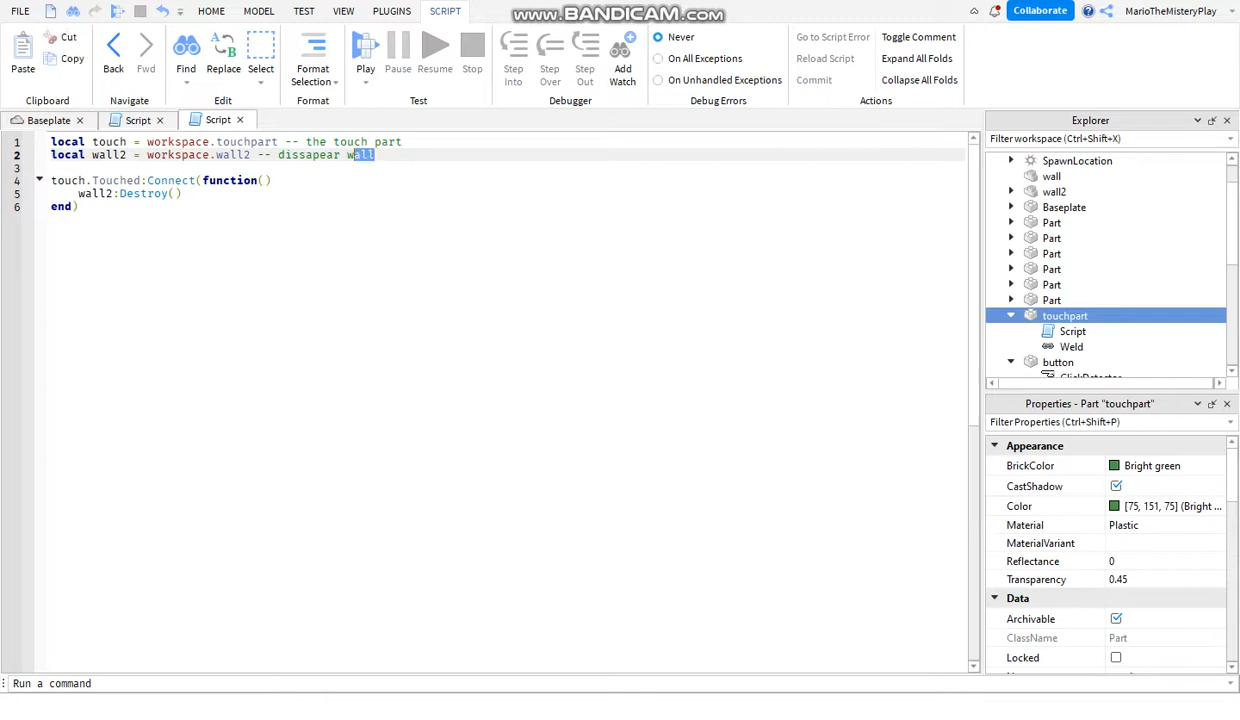 www.BANDICAM.com
FILE HOME MODEL TEST VIEW PLUGINS SCRIPT Collaborate MarioTheMisteryPlay
Paste Cut Copy
Clipboard
Back Fwd
Navigate
Find Replace Select
Edit
Format Selection
Format
Play Pause Resume Stop
Test
Step Into Step Over Step Out Add Watch
Debugger
Never
On All Exceptions
On Unhandled Exceptions
Debug Errors
Go to Script Error Toggle Comment
Reload Script Expand All Folds
Commit Collapse All Folds
Actions
Baseplate Script Script
1 local touch = workspace.touchpart -- the touch part
2 local wall2 = workspace.wall2 -- dissapear wall
3
4 touch.Touched:Connect(function()
5 wall2:Destroy()
6 end)
Explorer
Filter workspace (Ctrl+Shift+X)
SpawnLocation
wall
wall2
Baseplate
Part
Part
Part
Part
Part
Part
touchpart
Script
Weld
button
ClickDetector
Properties - Part "touchpart"
Filter Properties (Ctrl+Shift+P)
Appearance
BrickColor Bright green
CastShadow
Color [75, 151, 75] (Bright ...
Material Plastic
MaterialVariant
Reflectance 0
Transparency 0.45
Data
Archivable
ClassName Part
Locked
Run a command